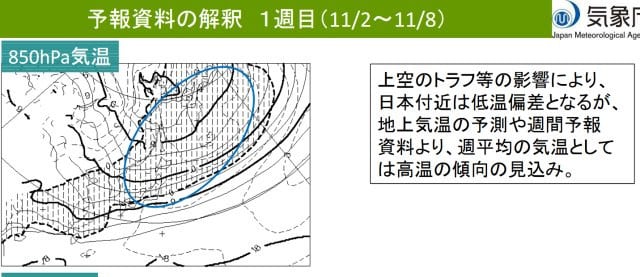 予報資料の解釈　1週目（11/2～11/8）
気象庁
Japan Meteorological Age
850hPa気温
上空のトラフ等の影響により、
日本付近は低温偏差となるが、
地上気温の予測や週間予報
資料より、週平均の気温として
は高温の傾向の見込み。